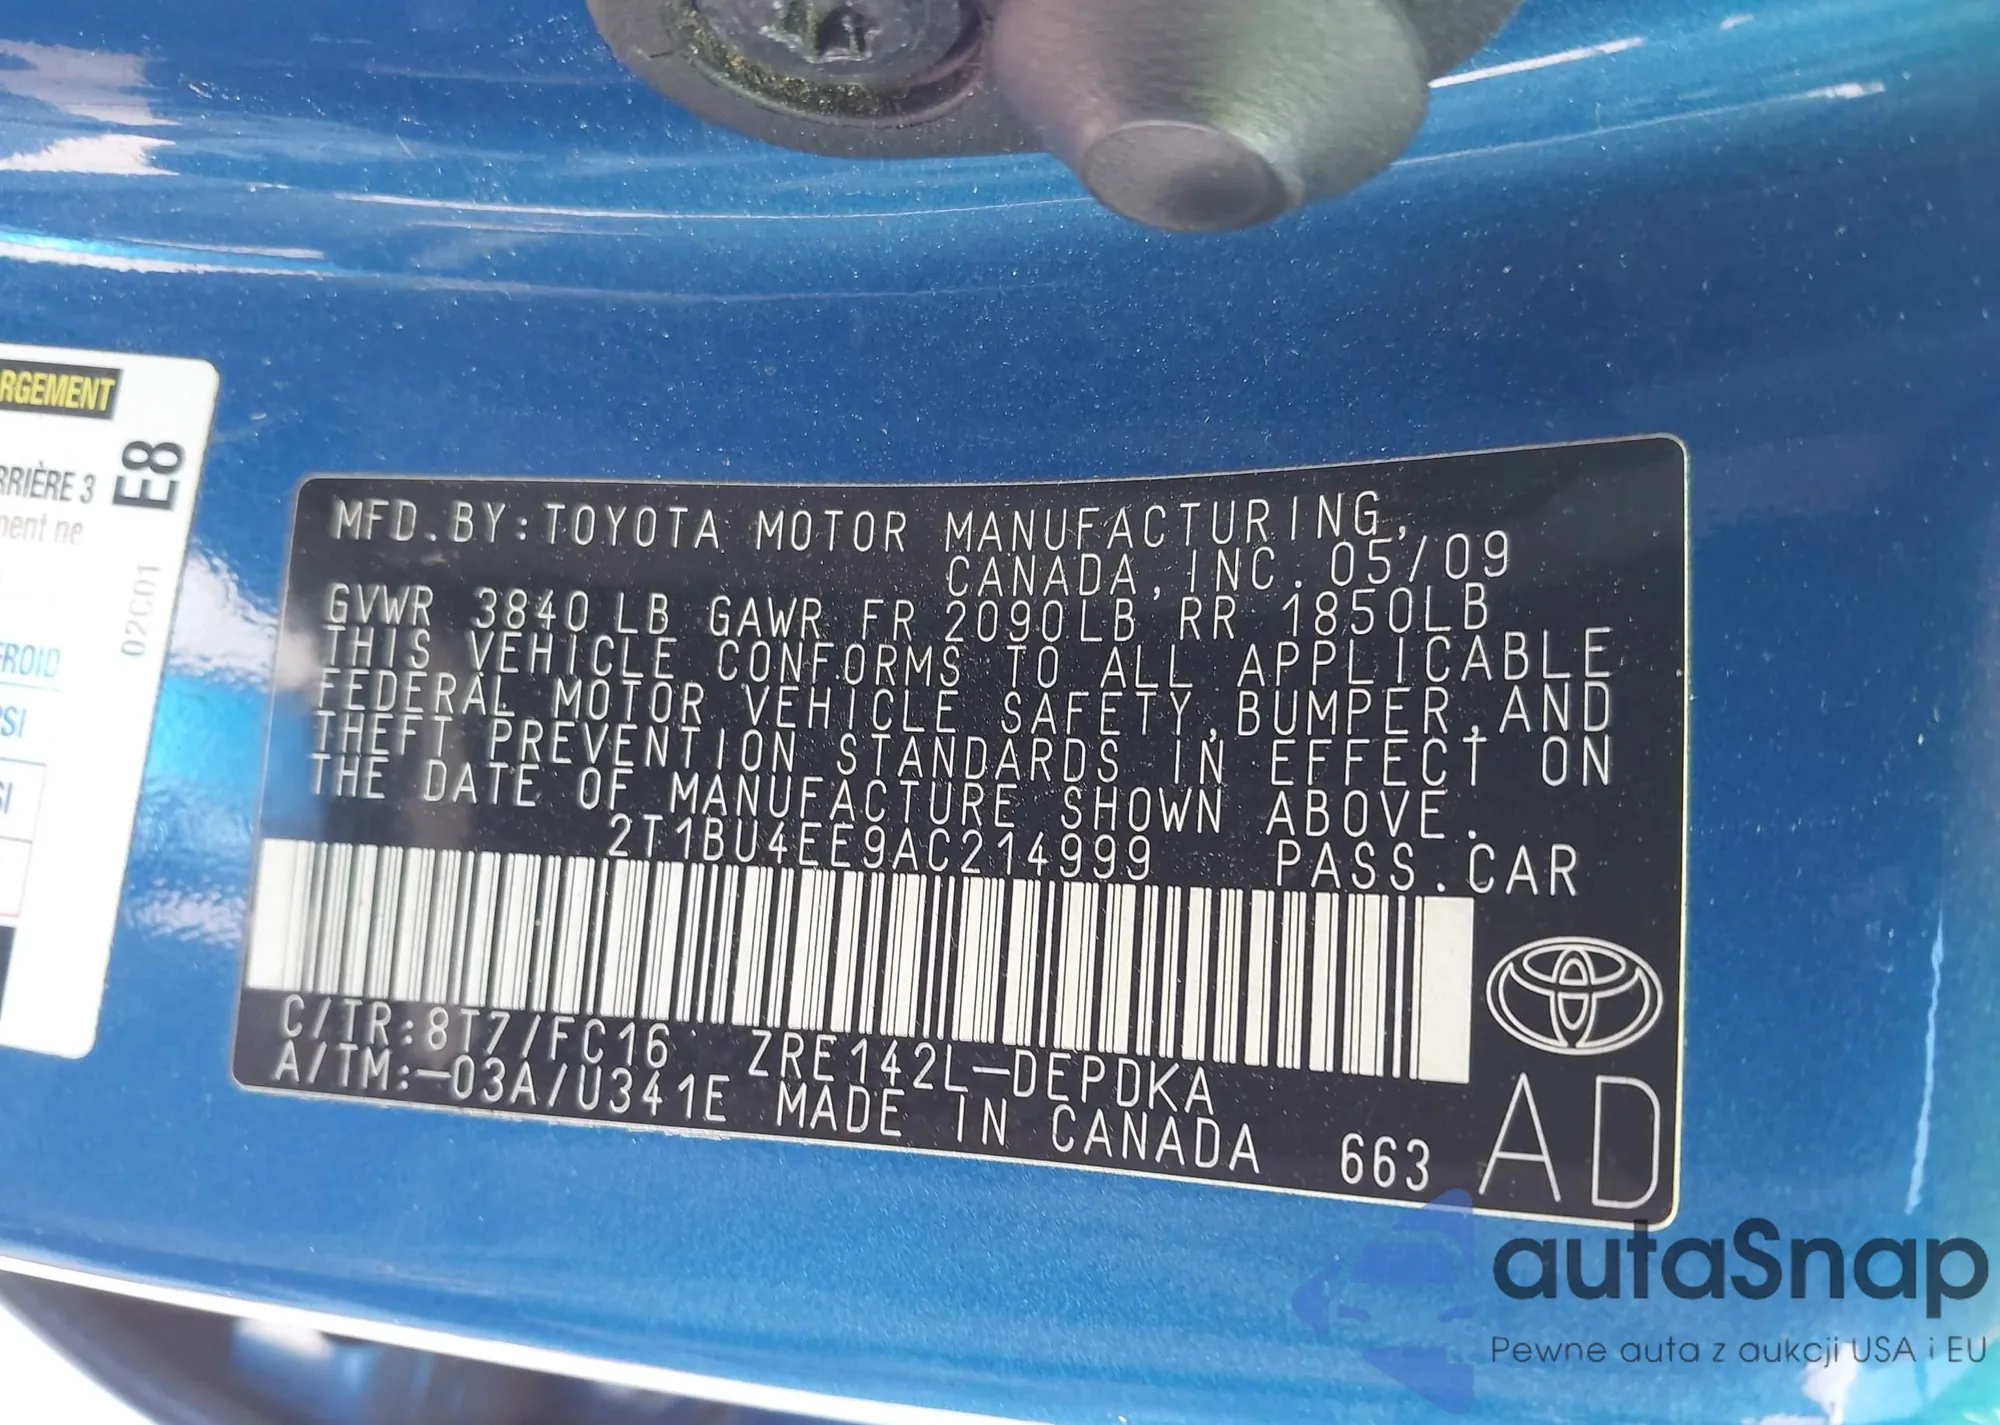 RGEMENT
E8
RRIÈRE 3
ment ne
02C01
EROID
PSI
SI
MFD.BY:TOYOTA MOTOR MANUFACTURING,
CANADA,INC. 05/09
GVWR 3840LB GAWR FR 2090LB RR 1850LB
THIS VEHICLE CONFORMS TO ALL APPLICABLE
FEDERAL MOTOR VEHICLE SAFETY,BUMPER,AND
THEFT PREVENTION STANDARDS IN EFFECT ON
THE DATE OF MANUFACTURE SHOWN ABOVE.
2T1BU4EE9AC214999 PASS.CAR
C/TR:8T7/FC16 ZRE142L-DEPDKA
A/TM:-03A/U341E MADE IN CANADA 663
AD
autaSnap
Pewne auta z aukcji USA i EU